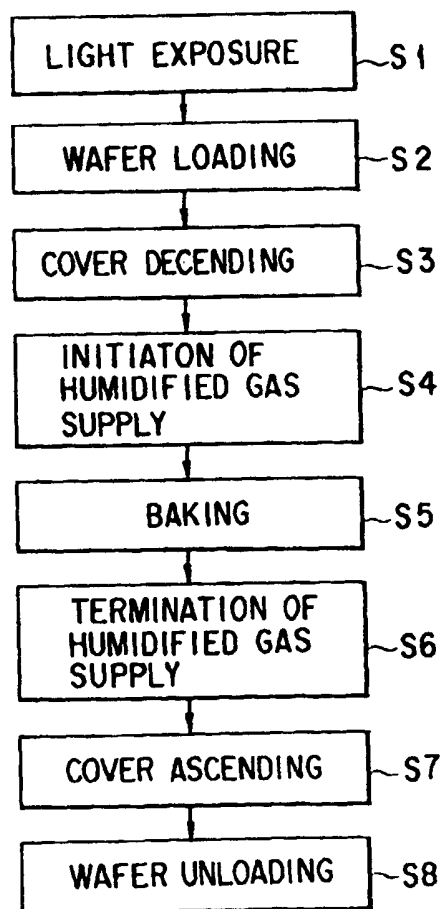 LIGHT EXPOSURE S1
WAFER LOADING S2
COVER DECENDING S3
INITIATON OF
HUMIDIFIED GAS S4
SUPPLY
BAKING S5
TERMINATION OF
HUMIDIFIED GAS S6
SUPPLY
COVER ASCENDING S7
WAFER UNLOADING S8